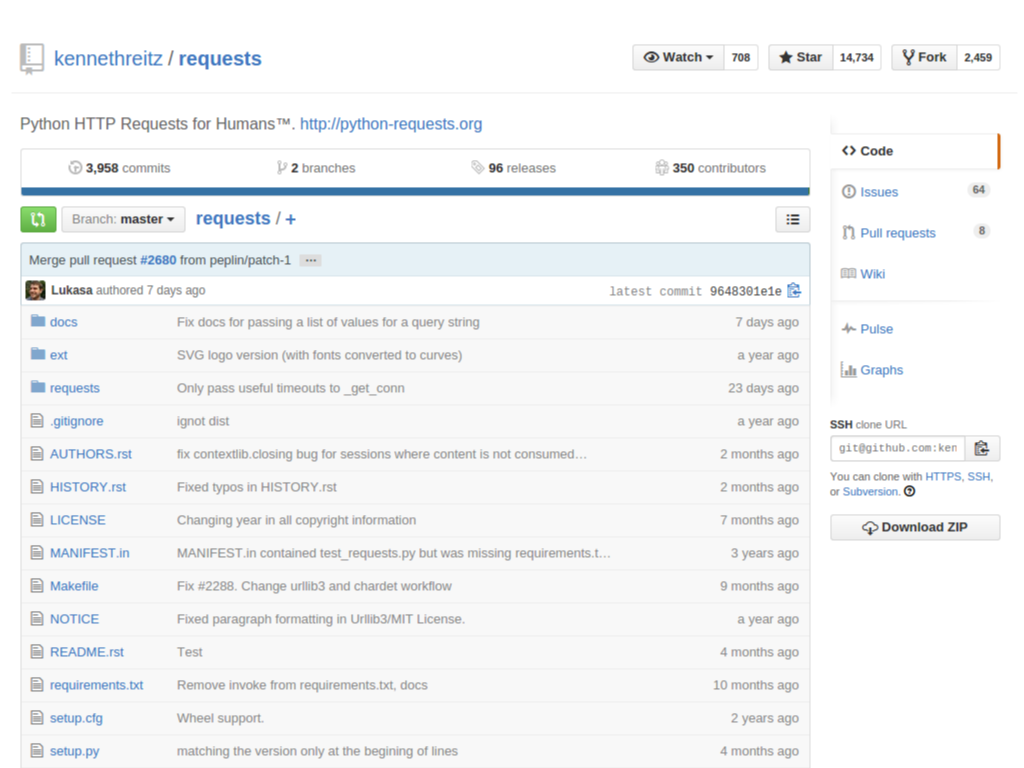 kennethreitz / requests
Watch 708 Star 14,734 Fork 2,459
Python HTTP Requests for Humans™. http://python-requests.org
3,958 commits 2 branches 96 releases 350 contributors
Branch: master requests / +
Merge pull request #2680 from peplin/patch-1 ...
Lukasa authored 7 days ago latest commit 9648301e1e
docs Fix docs for passing a list of values for a query string 7 days ago
ext SVG logo version (with fonts converted to curves) a year ago
requests Only pass useful timeouts to _get_conn 23 days ago
.gitignore ignot dist a year ago
AUTHORS.rst fix contextlib.closing bug for sessions where content is not consumed… 2 months ago
HISTORY.rst Fixed typos in HISTORY.rst 2 months ago
LICENSE Changing year in all copyright information 7 months ago
MANIFEST.in MANIFEST.in contained test_requests.py but was missing requirements.t… 3 years ago
Makefile Fix #2288. Change urllib3 and chardet workflow 9 months ago
NOTICE Fixed paragraph formatting in Urllib3/MIT License. a year ago
README.rst Test 4 months ago
requirements.txt Remove invoke from requirements.txt, docs 10 months ago
setup.cfg Wheel support. 2 years ago
setup.py matching the version only at the begining of lines 4 months ago
Code
Issues 64
Pull requests 8
Wiki
Pulse
Graphs
SSH clone URL
git@github.com:ken
You can clone with HTTPS, SSH,
or Subversion.
Download ZIP